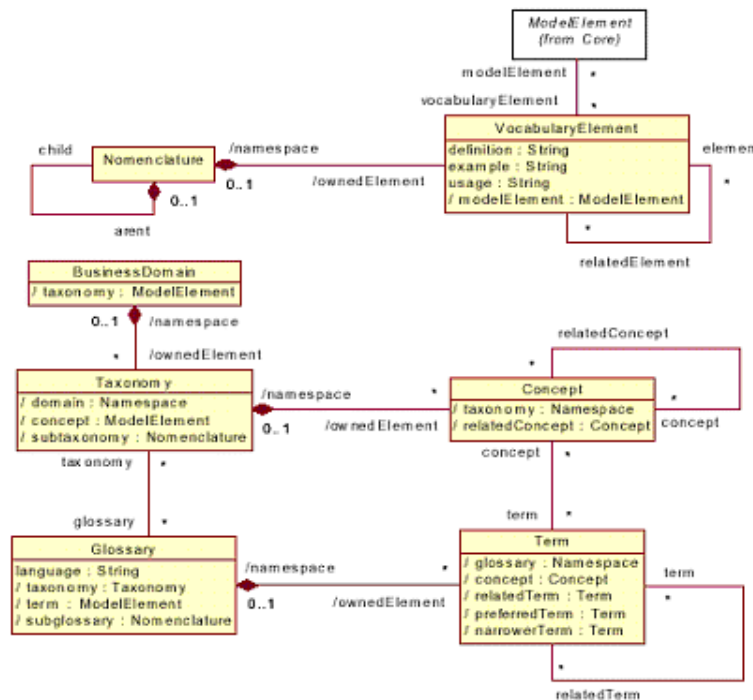 ModelElement
(from Core)
modelElement *
vocabularyElement *
VocabularyElement
definition : String
example : String
usage : String
/ modelElement : ModelElement
child
Nomenclature
/namespace
0..1
/ownedElement
*
element
*
0..1
arent
*
relatedElement
BusinessDomain
/ taxonomy : ModelElement
0..1
/namespace
*
/ownedElement
relatedConcept
Taxonomy
/ domain : Namespace
/ concept : ModelElement
/ subtaxonomy : Nomenclature
/namespace
0..1
*
/ownedElement
*
Concept
/ taxonomy : Namespace
/ relatedConcept : Concept
*
concept
taxonomy *
concept *
glossary *
term *
Glossary
language : String
/ taxonomy : Taxonomy
/ term : ModelElement
/ subglossary : Nomenclature
/namespace
0..1
*
/ownedElement
Term
/ glossary : Namespace
/ concept : Concept
/ relatedTerm : Term
/ preferredTerm : Term
/ narrowerTerm : Term
term
*
*
relatedTerm